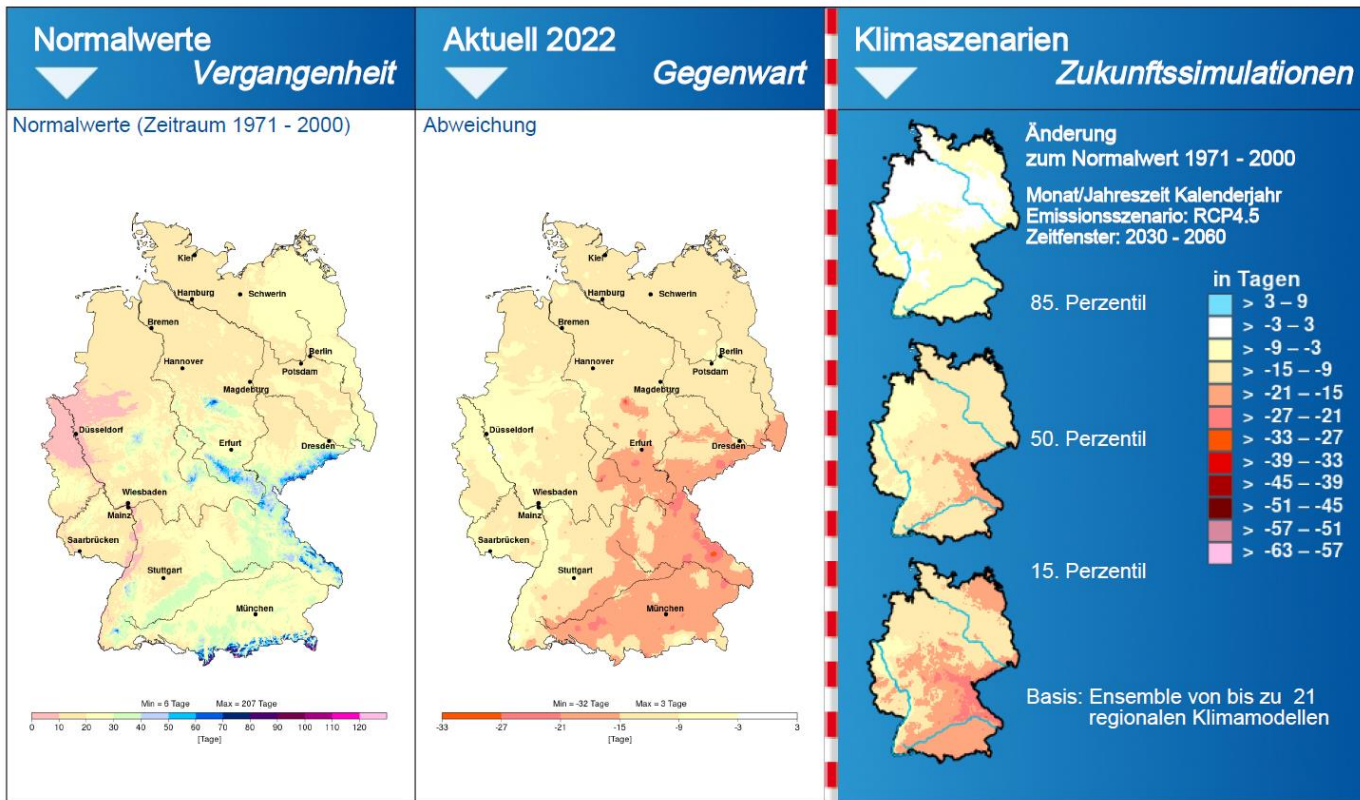 Normalwerte
Vergangenheit
Normalwerte (Zeitraum 1971 - 2000)
Kiel
Hamburg
Schwerin
Bremen
Berlin
Hannover
Potsdam
Magdeburg
Düsseldorf
Erfurt
Dresden
Wiesbaden
Mainz
Saarbrücken
Stuttgart
München
Min = 6 Tage Max = 207 Tage
0 10 20 30 40 50 60 70 80 90 100 110 120
[Tage]
Aktuell 2022
Gegenwart
Abweichung
Kiel
Hamburg
Schwerin
Bremen
Berlin
Hannover
Potsdam
Magdeburg
Düsseldorf
Erfurt
Dresden
Wiesbaden
Mainz
Saarbrücken
Stuttgart
München
Min = -32 Tage Max = 3 Tage
-33 -27 -21 -15 -9 -3 3
[Tage]
Klimaszenarien
Zukunftssimulationen
Änderung
zum Normalwert 1971 - 2000
Monat/Jahreszeit Kalenderjahr
Emissionsszenario: RCP4.5
Zeitfenster: 2030 - 2060
85. Perzentil
50. Perzentil
15. Perzentil
in Tagen
> 3 – 9
> -3 – 3
> -9 – -3
> -15 – -9
> -21 – -15
> -27 – -21
> -33 – -27
> -39 – -33
> -45 – -39
> -51 – -45
> -57 – -51
> -63 – -57
Basis: Ensemble von bis zu 21
regionalen Klimamodellen